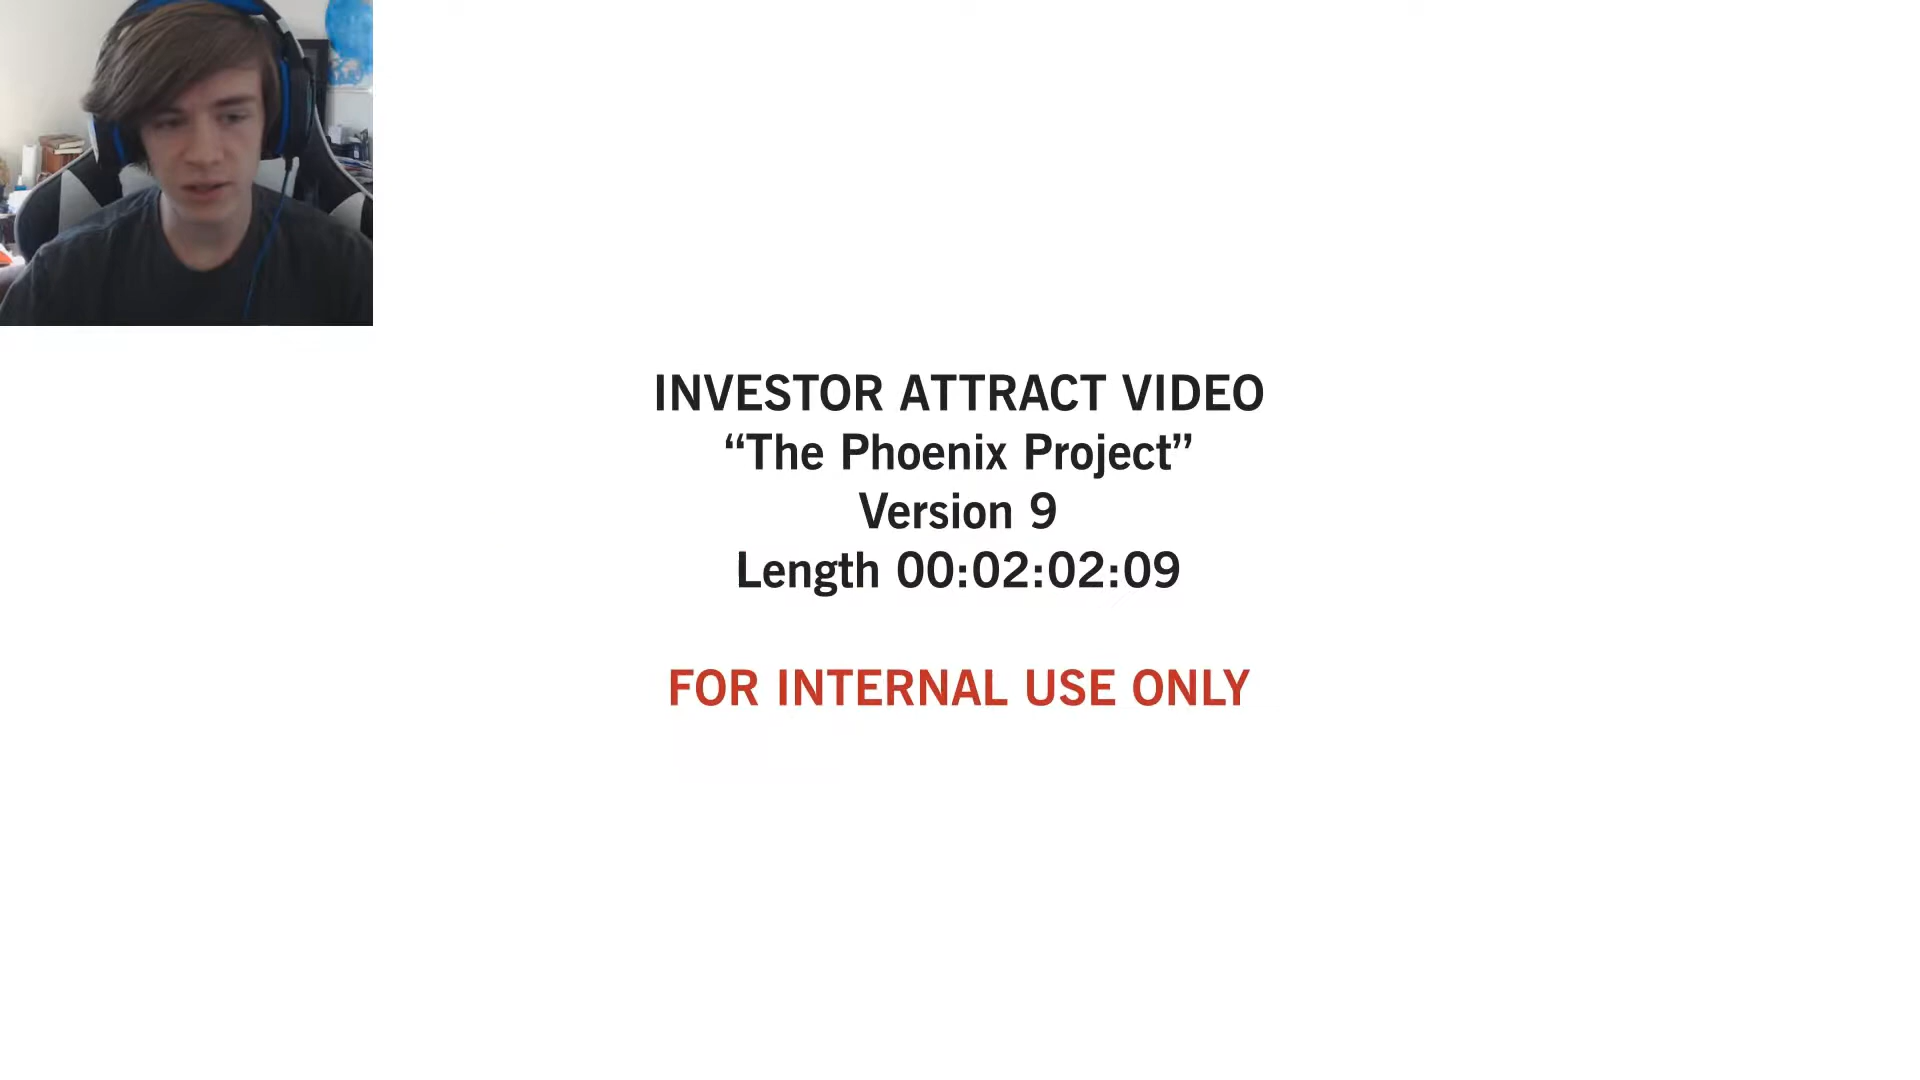 INVESTOR ATTRACT VIDEO
“The Phoenix Project”
Version 9
Length 00:02:02:09
FOR INTERNAL USE ONLY